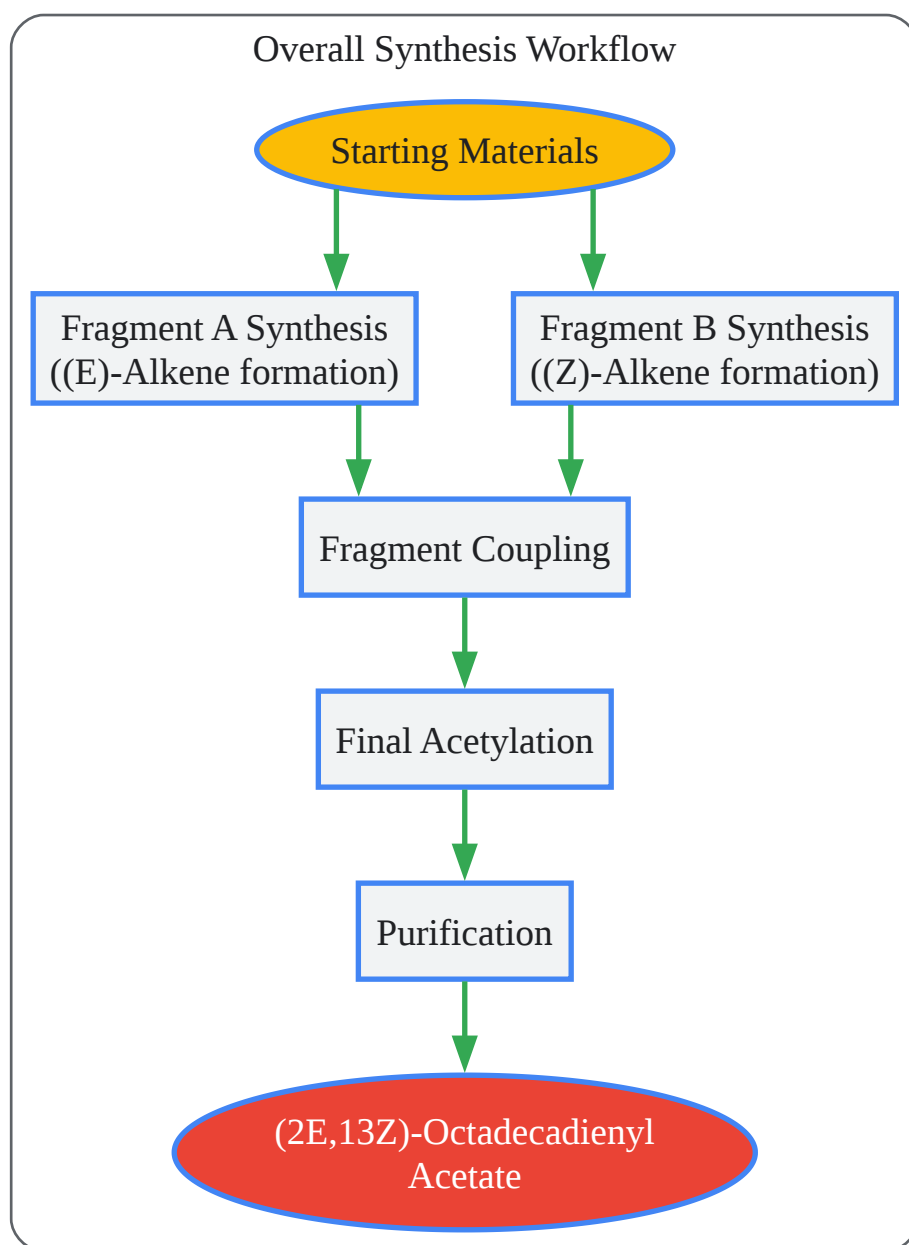 Overall Synthesis Workflow
Starting Materials
Fragment A Synthesis
((E)-Alkene formation)
Fragment B Synthesis
((Z)-Alkene formation)
Fragment Coupling
Final Acetylation
Purification
(2E,13Z)-Octadecadienyl
Acetate